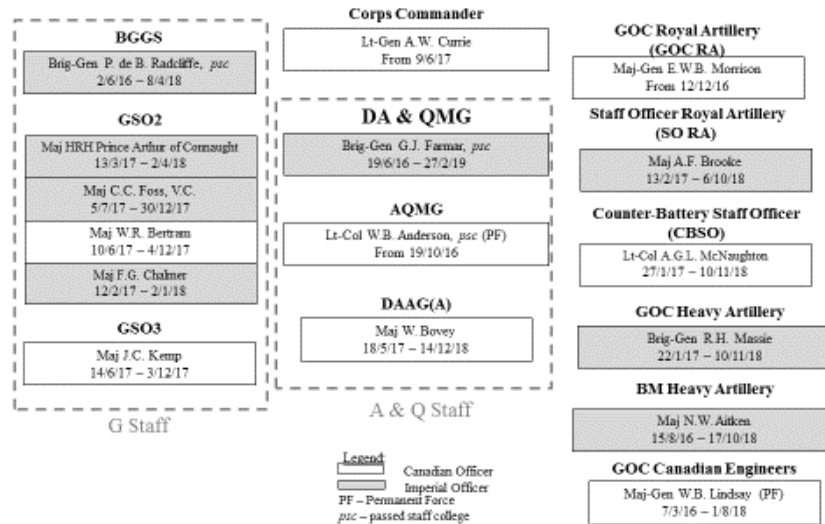 BGGS
Brig-Gen P. de B. Radcliffe, psc
2/6/16 – 8/4/18
GSO2
Maj HRH Prince Arthur of Connaught
13/3/17 – 2/4/18
Maj C.C. Foss, V.C.
5/7/17 – 30/12/17
Maj W.R. Bertram
10/6/17 – 4/12/17
Maj F.G. Chalmer
12/2/17 – 2/1/18
GSO3
Maj J.C. Kemp
14/6/17 – 3/12/17
G Staff
Corps Commander
Lt-Gen A.W. Currie
From 9/6/17
DA & QMG
Brig-Gen G.J. Farmar, psc
19/6/16 – 27/2/19
AQMG
Lt-Col W.B. Anderson, psc (PF)
From 19/10/16
DAAG(A)
Maj W. Bovey
18/5/17 – 14/12/18
A & Q Staff
Legend
Canadian Officer
Imperial Officer
PF – Permanent Force
psc – passed staff college
GOC Royal Artillery
(GOC RA)
Maj-Gen E.W.B. Morrison
From 12/12/16
Staff Officer Royal Artillery
(SO RA)
Maj A.F. Brooke
13/2/17 – 6/10/18
Counter-Battery Staff Officer
(CBSO)
Lt-Col A.G.L. McNaughton
27/1/17 – 10/11/18
GOC Heavy Artillery
Brig-Gen R.H. Massie
22/1/17 – 10/11/18
BM Heavy Artillery
Maj N.W. Aitken
15/8/16 – 17/10/18
GOC Canadian Engineers
Maj-Gen W.B. Lindsay (PF)
7/3/16 – 1/8/18